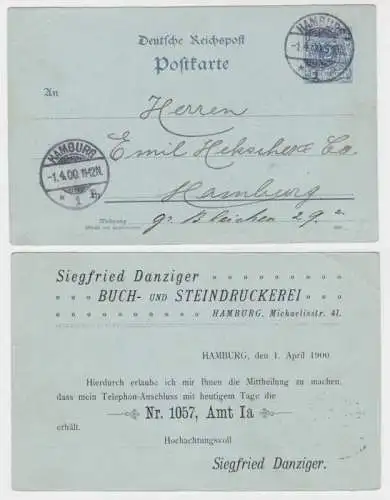 Deutsche Reichspost
Postkarte
An
HAMBURG
-1.4.00
HAMBURG
-1.4.00.11-12N.
* 1
Herren
Emil Hekscher & Co
Hamburg
Wohnung gr. Bleichen 29
Siegfried Danziger
BUCH- UND STEINDRUCKEREI
HAMBURG, Michaelisstr. 41.
HAMBURG, den 1. April 1900.
Hierdurch erlaube ich mir Ihnen die Mittheilung zu machen,
dass mein Telephon-Anschluss mit heutigem Tage die
Nr. 1057, Amt Ia
erhält.
Hochachtungsvoll
Siegfried Danziger.